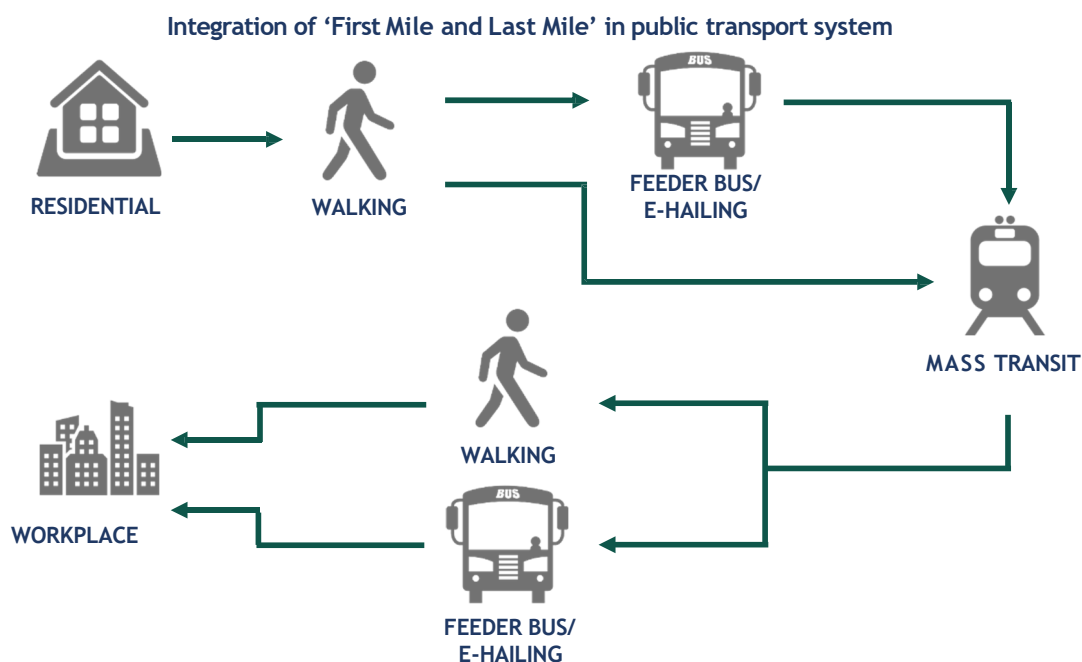 Integration of ‘First Mile and Last Mile’ in public transport system
BUS
RESIDENTIAL
WALKING
FEEDER BUS/
E-HAILING
MASS TRANSIT
WALKING
WORKPLACE
BUS
FEEDER BUS/
E-HAILING